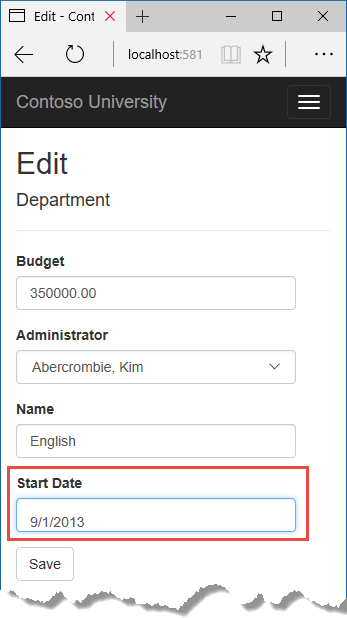 Edit - Cont
localhost:581
Contoso University
Edit
Department
Budget
350000.00
Administrator
Abercrombie, Kim
Name
English
Start Date
9/1/2013
Save